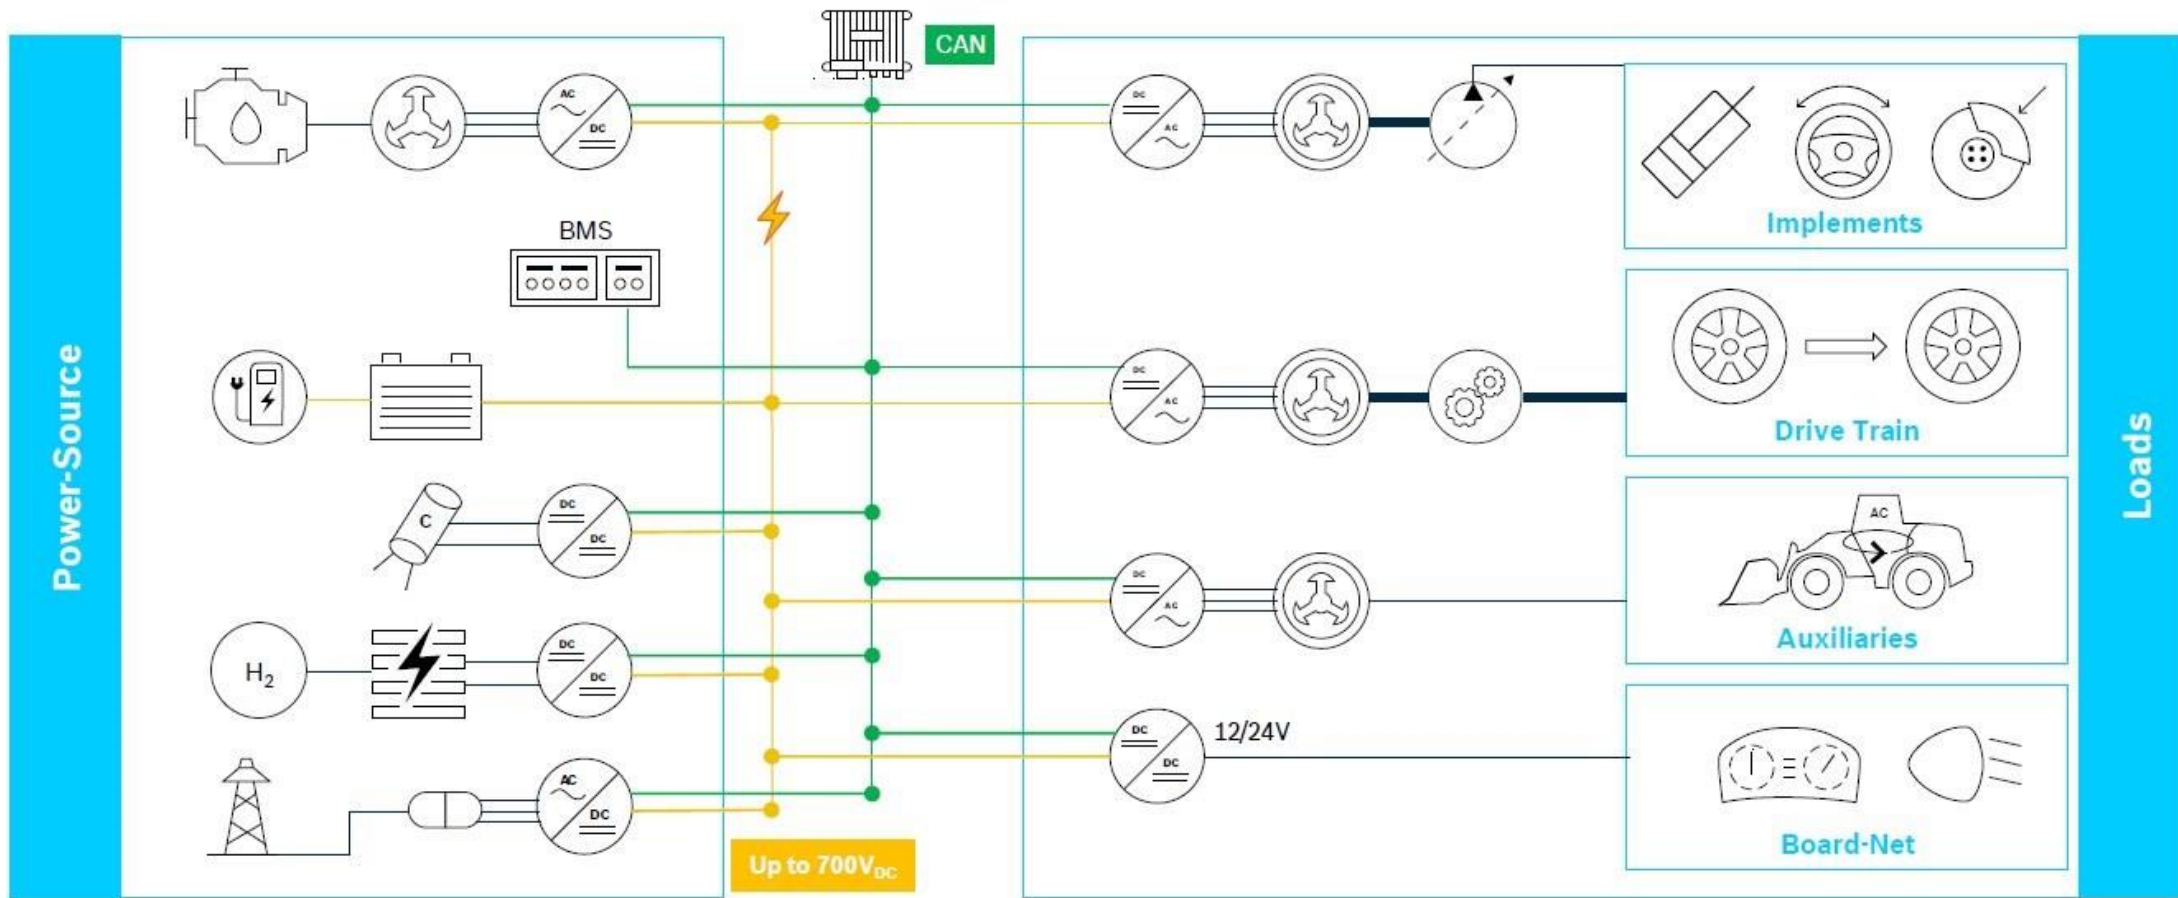 CAN
AC
DC
DC
AC
Implements
BMS
Power-Source
DC
AC
Drive Train
Loads
C
DC
DC
DC
AC
AC
Auxiliaries
H₂
DC
DC
DC
DC
12/24V
Board-Net
AC
DC
Up to 700V_DC